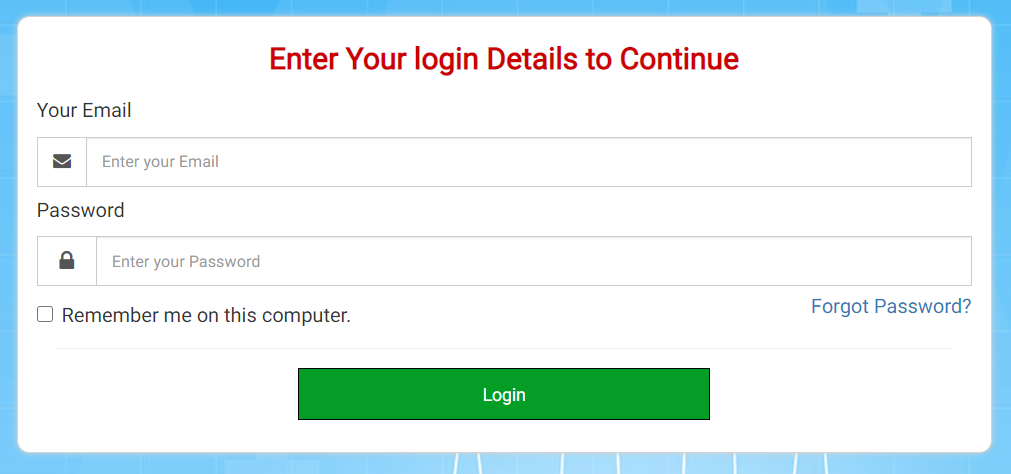 Enter Your login Details to Continue
Your Email
Enter your Email
Password
Enter your Password
Remember me on this computer.
Forgot Password?
Login